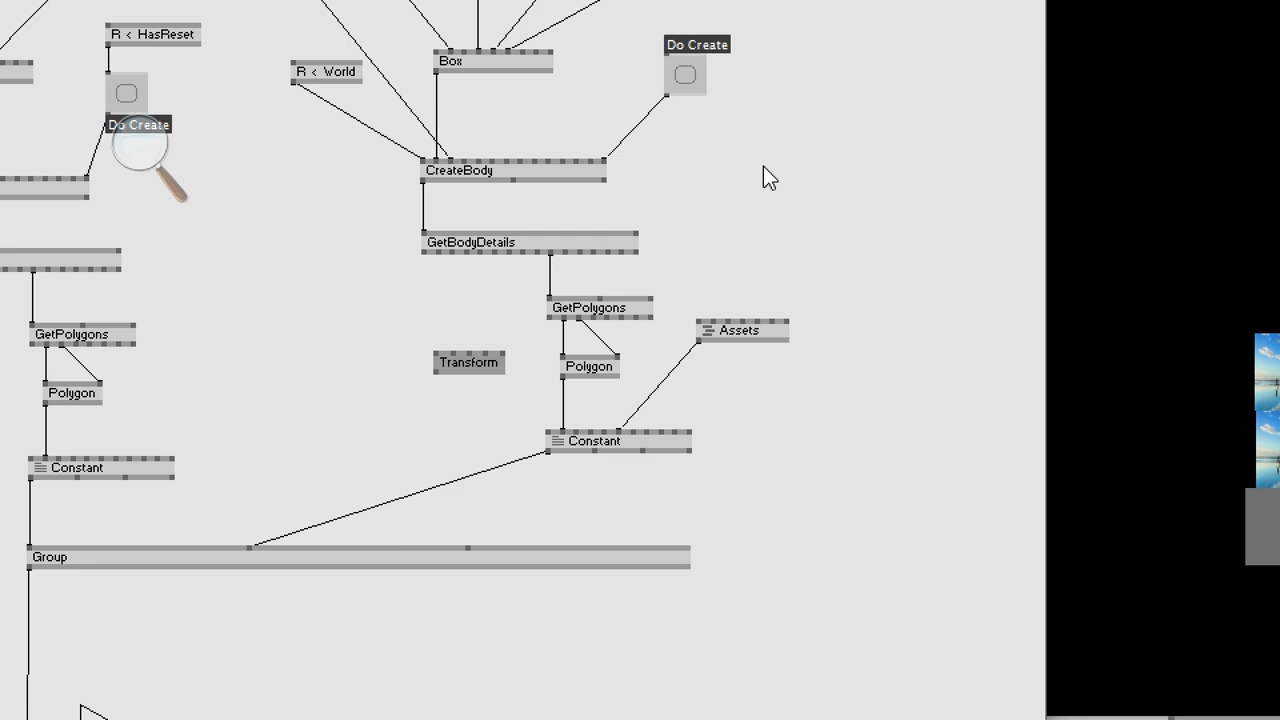 R < HasReset
Do Create
Box
R < World
Do Create
CreateBody
GetBodyDetails
GetPolygons
GetPolygons
Assets
Transform
Polygon
Polygon
Constant
Constant
Group